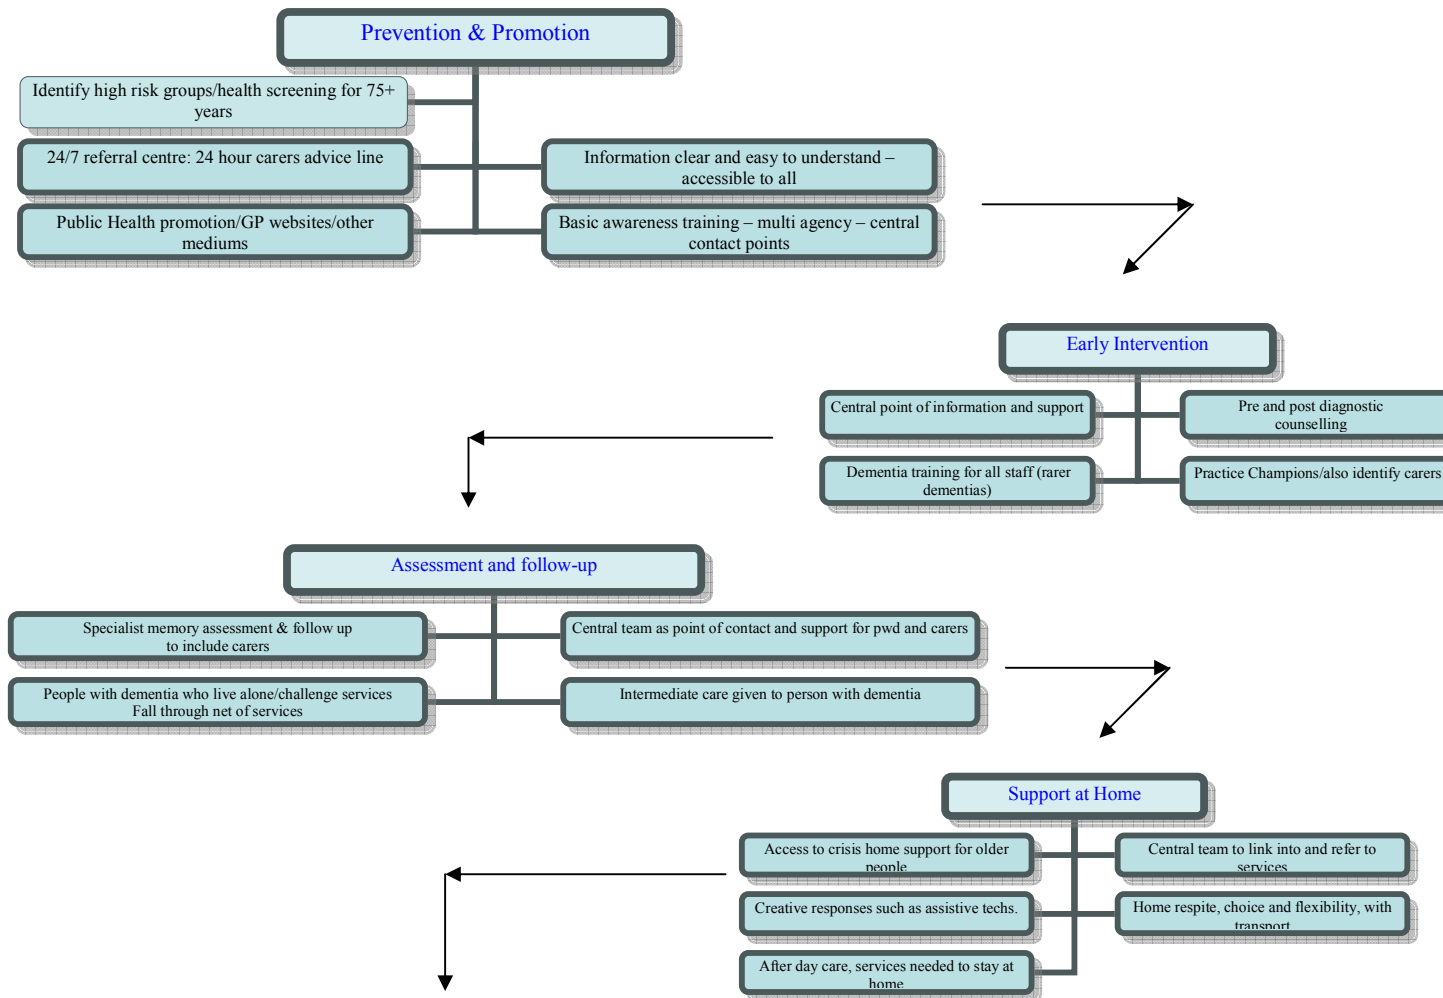 Prevention & Promotion
Identify high risk groups/health screening for 75+
years
24/7 referral centre: 24 hour carers advice line
Information clear and easy to understand –
accessible to all
Public Health promotion/GP websites/other
mediums
Basic awareness training – multi agency – central
contact points
Early Intervention
Central point of information and support
Pre and post diagnostic
counselling
Dementia training for all staff (rarer
dementias)
Practice Champions/also identify carers
Assessment and follow-up
Specialist memory assessment & follow up
to include carers
Central team as point of contact and support for pwd and carers
People with dementia who live alone/challenge services
Fall through net of services
Intermediate care given to person with dementia
Support at Home
Access to crisis home support for older
people
Central team to link into and refer to
services
Creative responses such as assistive techs.
Home respite, choice and flexibility, with
transport
After day care, services needed to stay at
home